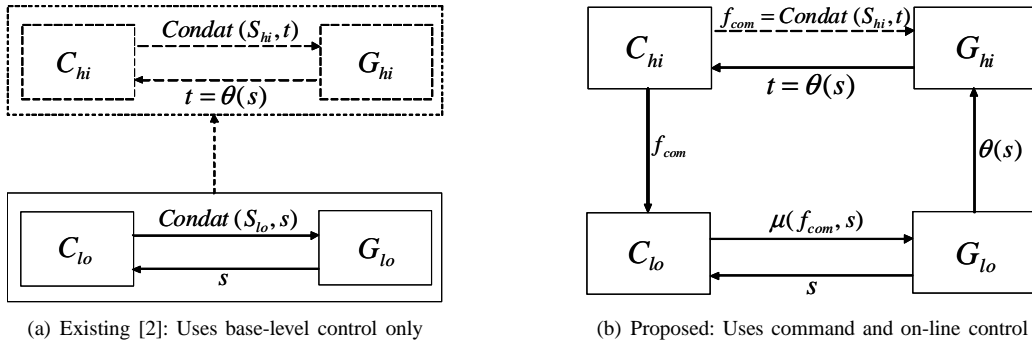 Condat (S_hi, t)
C_hi
G_hi
t = θ(s)
Condat (S_lo, s)
C_lo
G_lo
s
(a) Existing [2]: Uses base-level control only
f_com = Condat (S_hi, t)
C_hi
G_hi
t = θ(s)
f_com
θ(s)
μ(f_com, s)
C_lo
G_lo
s
(b) Proposed: Uses command and on-line control